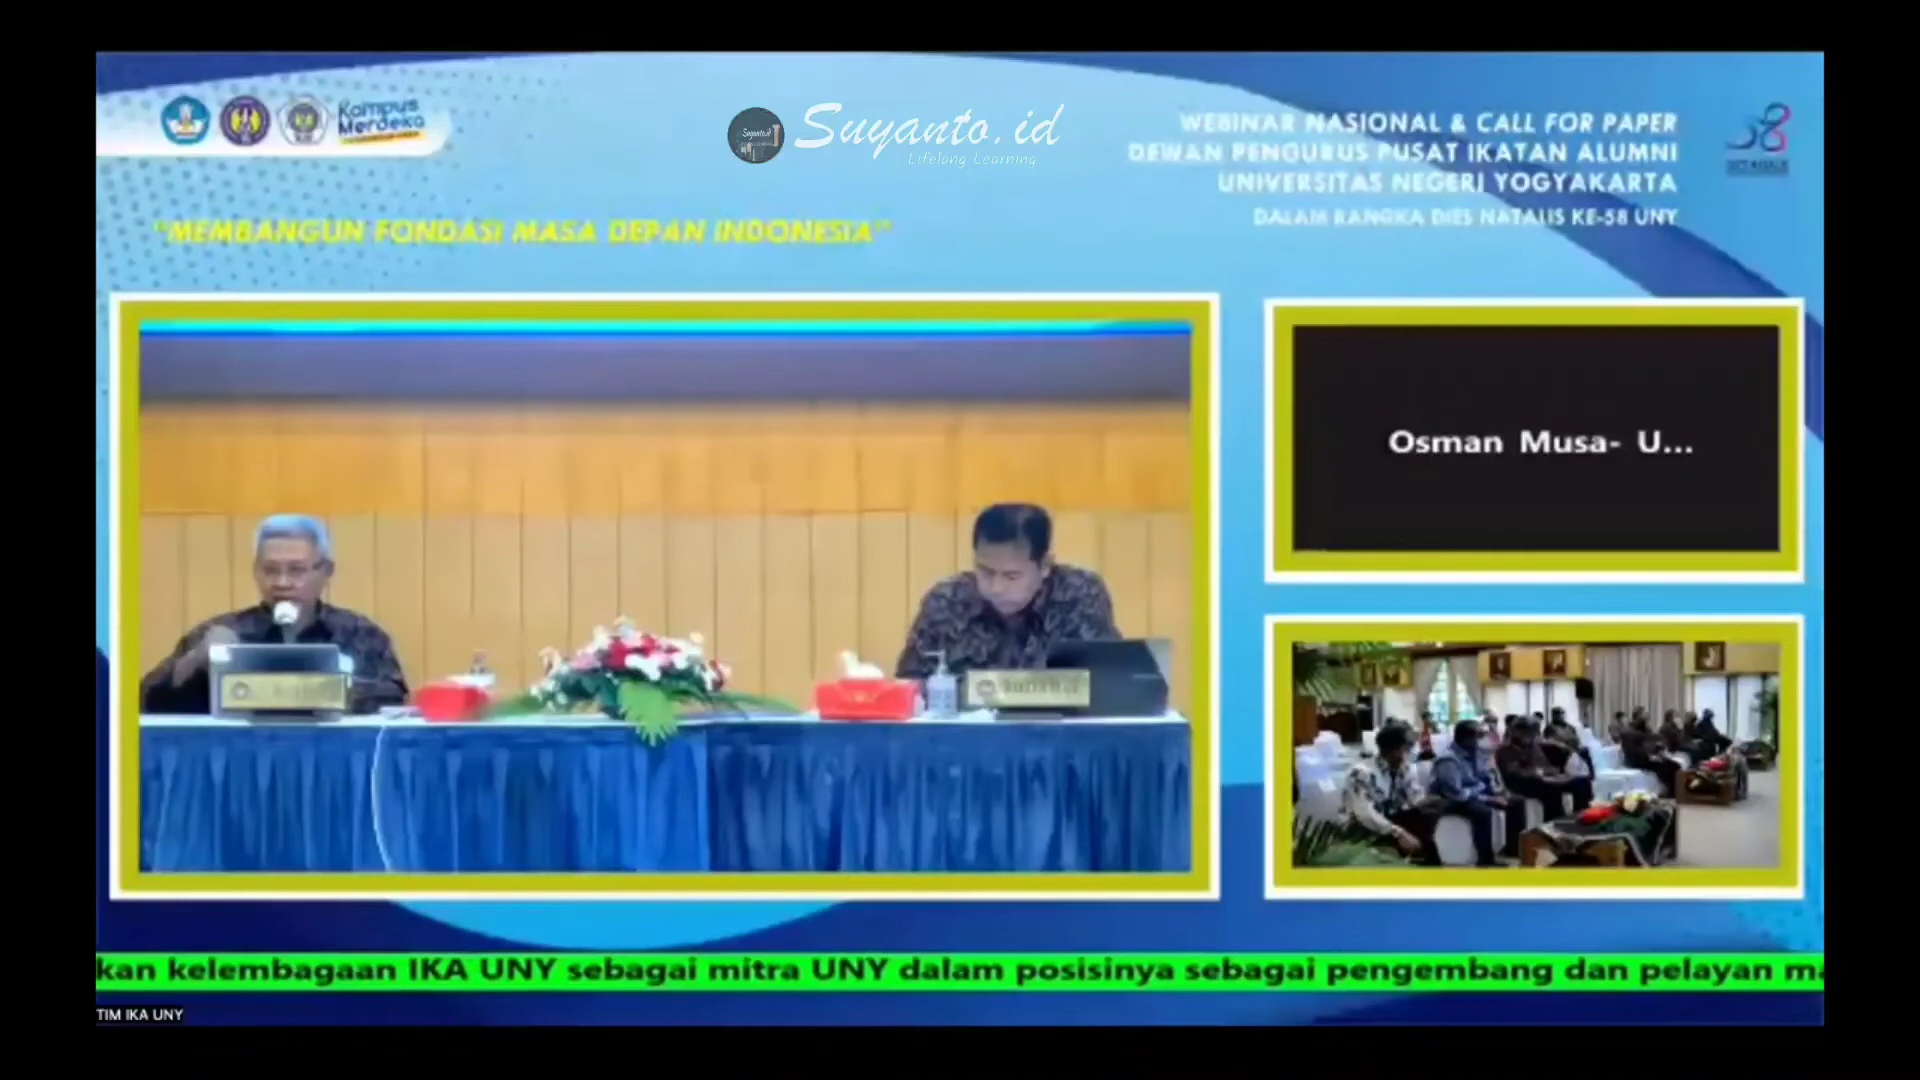 Kampus
Merdeka
Suyanto.id
Lifelong Learning
WEBINAR NASIONAL & CALL FOR PAPER
DEWAN PENGURUS PUSAT IKATAN ALUMNI
UNIVERSITAS NEGERI YOGYAKARTA
DALAM RANGKA DIES NATALIS KE-58 UNY
58
"MEMBANGUN FONDASI MASA DEPAN INDONESIA"
Osman Musa- U...
kan kelembagaan IKA UNY sebagai mitra UNY dalam posisinya sebagai pengembang dan pelayan ma
TIM IKA UNY